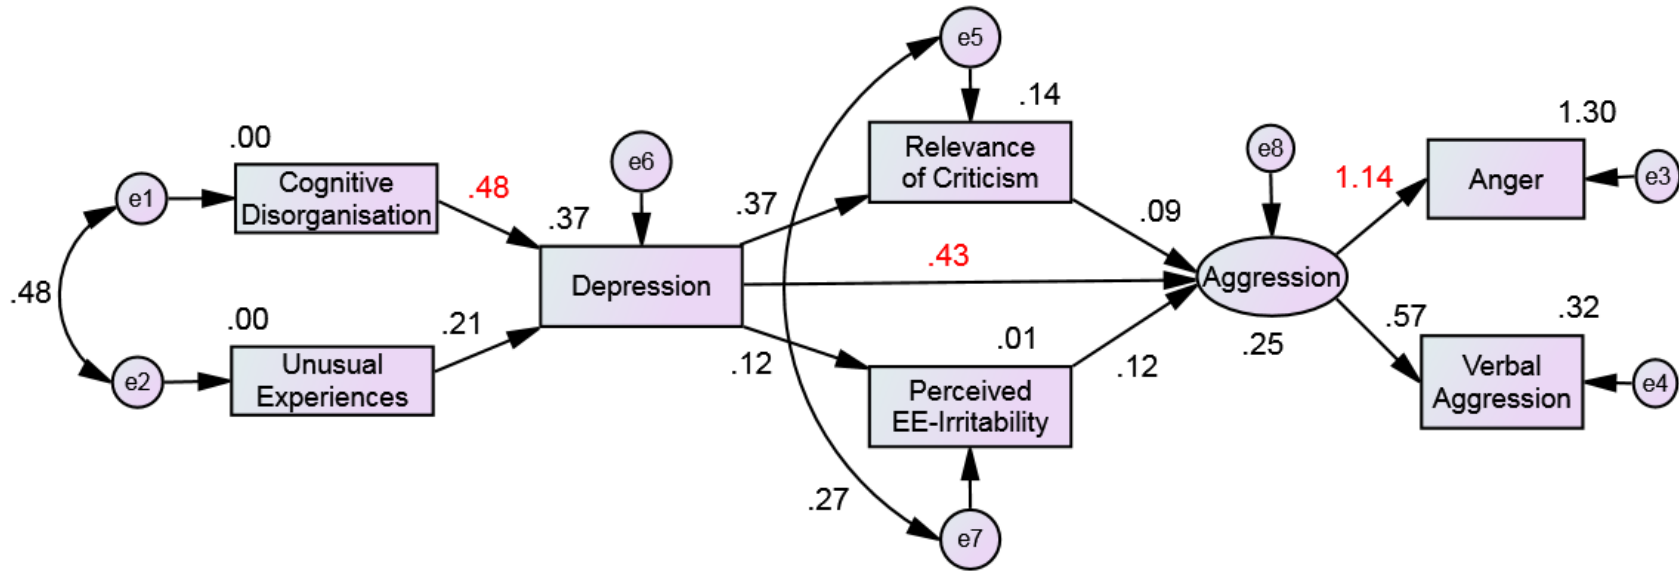 e5
.14
1.30
.00
e6
Relevance
of Criticism
e8
Anger
e3
e1
Cognitive
Disorganisation
.48
.37
.37
.09
1.14
.43
Depression
Aggression
.48
.00
.21
.12
.01
.12
.25
.57
.32
e2
Unusual
Experiences
Perceived
EE-Irritability
Verbal
Aggression
e4
.27
e7